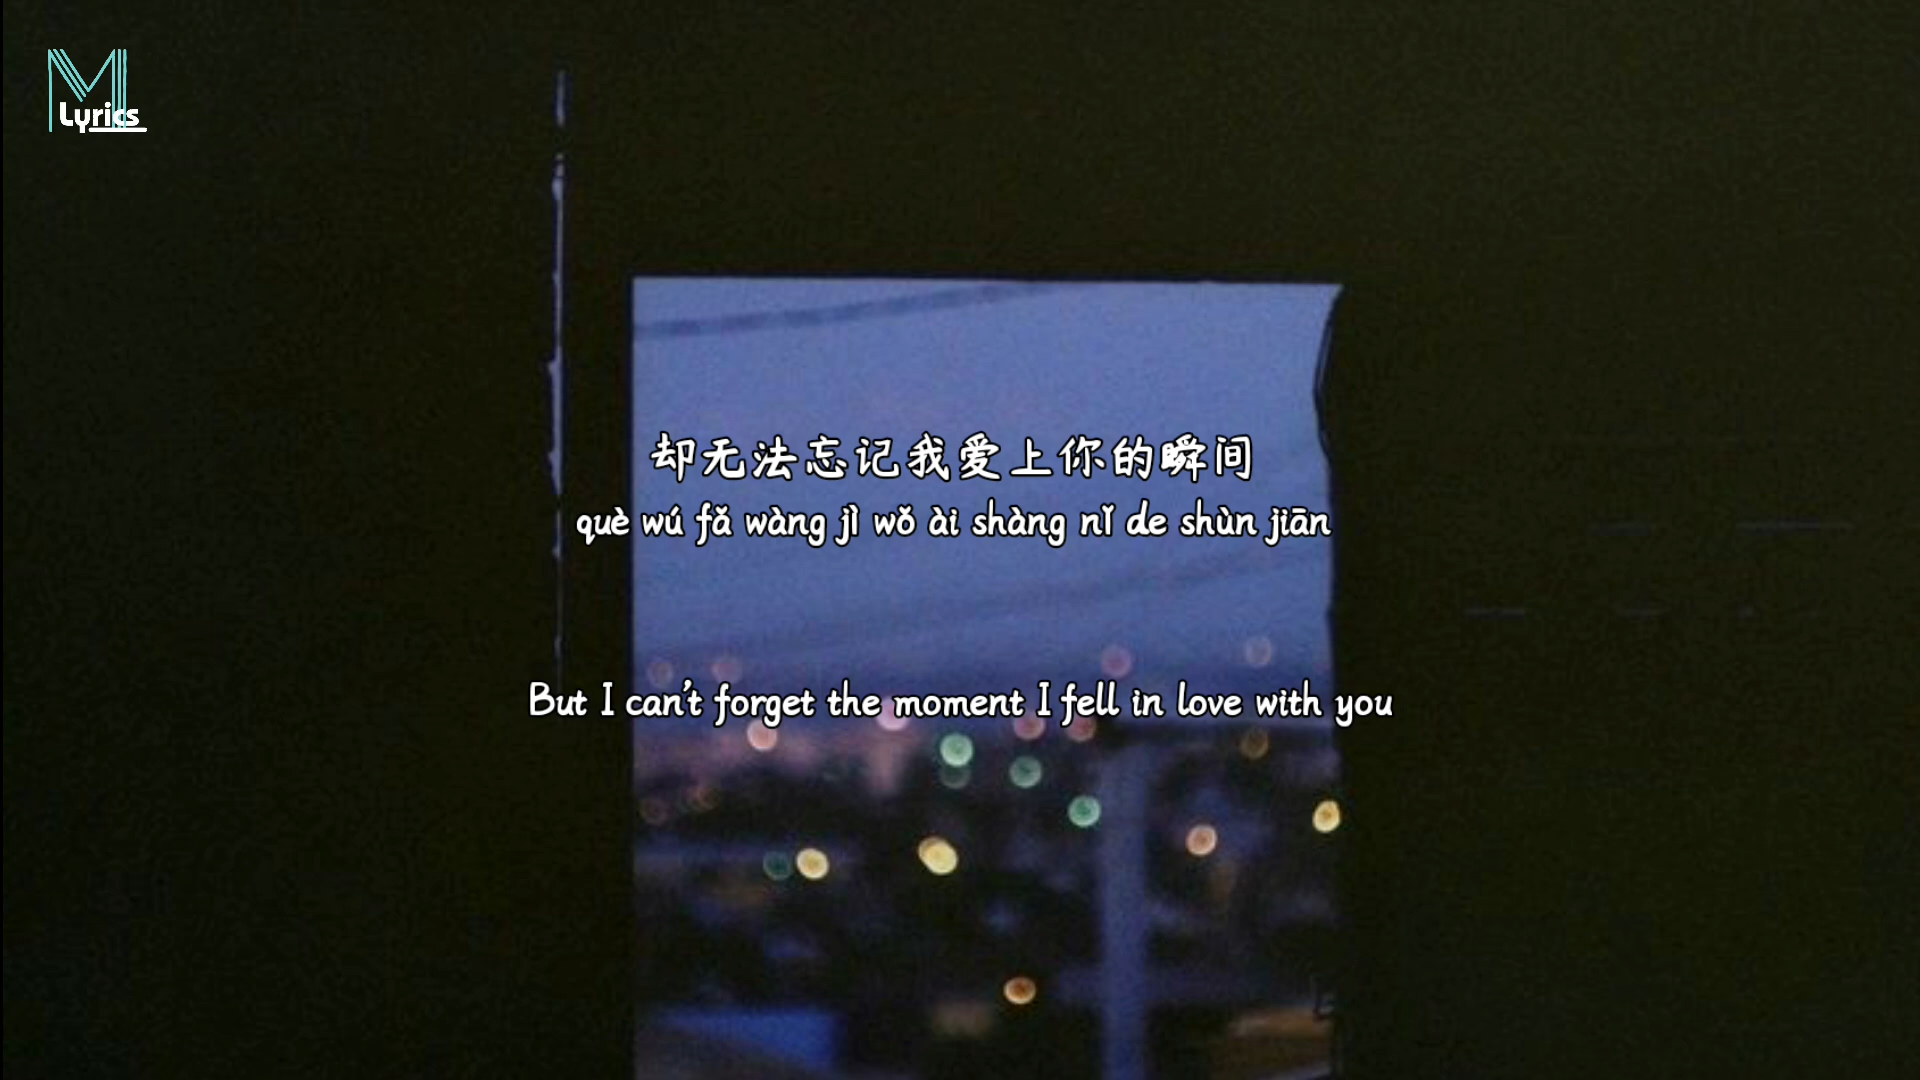 M
Lyrics
却无法忘记我爱上你的瞬间
què wú fǎ wàng jì wǒ ài shàng nǐ de shùn jiān
But I can't forget the moment I fell in love with you